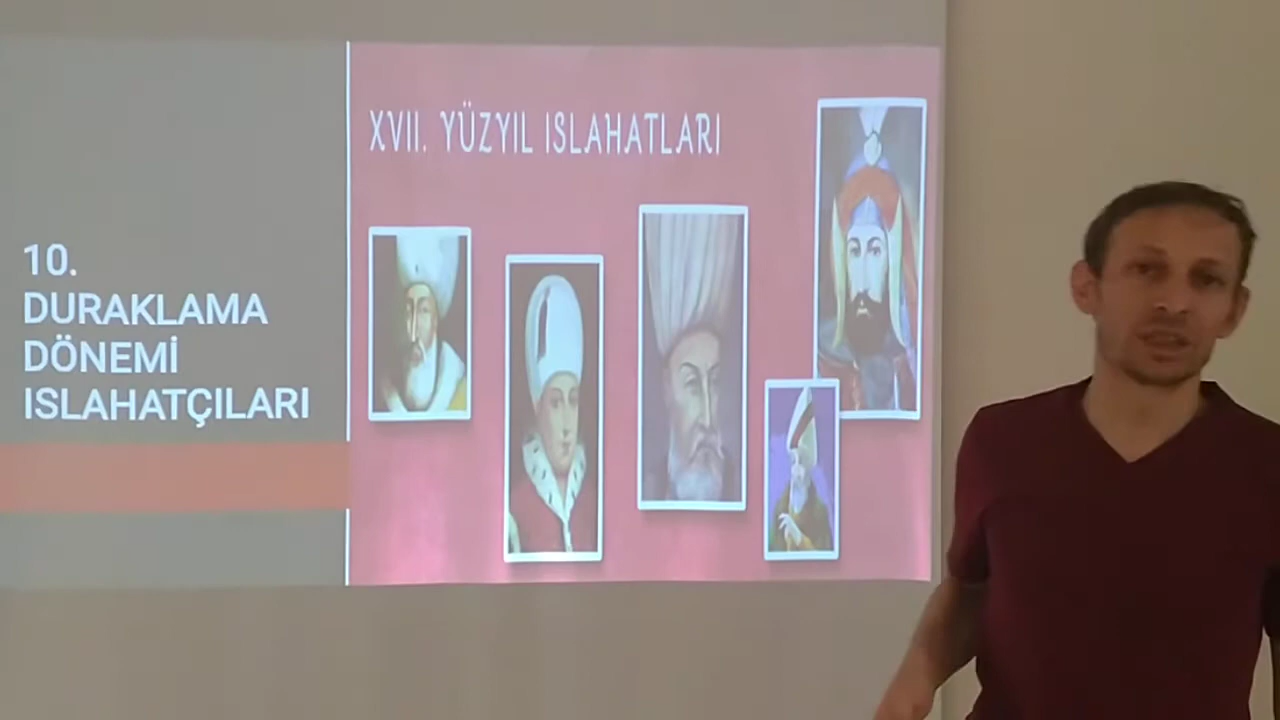 XVII. YÜZYIL ISLAHATLARI
10.
DURAKLAMA
DÖNEMİ
ISLAHATÇILARI